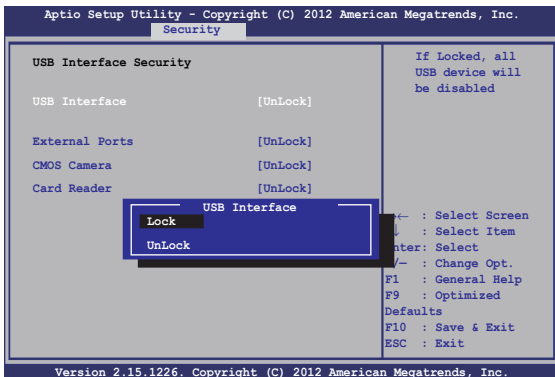 Aptio Setup Utility - Copyright (C) 2012 American Megatrends, Inc.
Security
USB Interface Security
USB Interface [UnLock]
External Ports [UnLock]
CMOS Camera [UnLock]
Card Reader [UnLock]
USB Interface
Lock
UnLock
If Locked, all
USB device will
be disabled
←  : Select Screen
↓  : Select Item
nter: Select
/—  : Change Opt.
F1  : General Help
F9  : Optimized
Defaults
F10  : Save & Exit
ESC  : Exit
Version 2.15.1226. Copyright (C) 2012 American Megatrends, Inc.